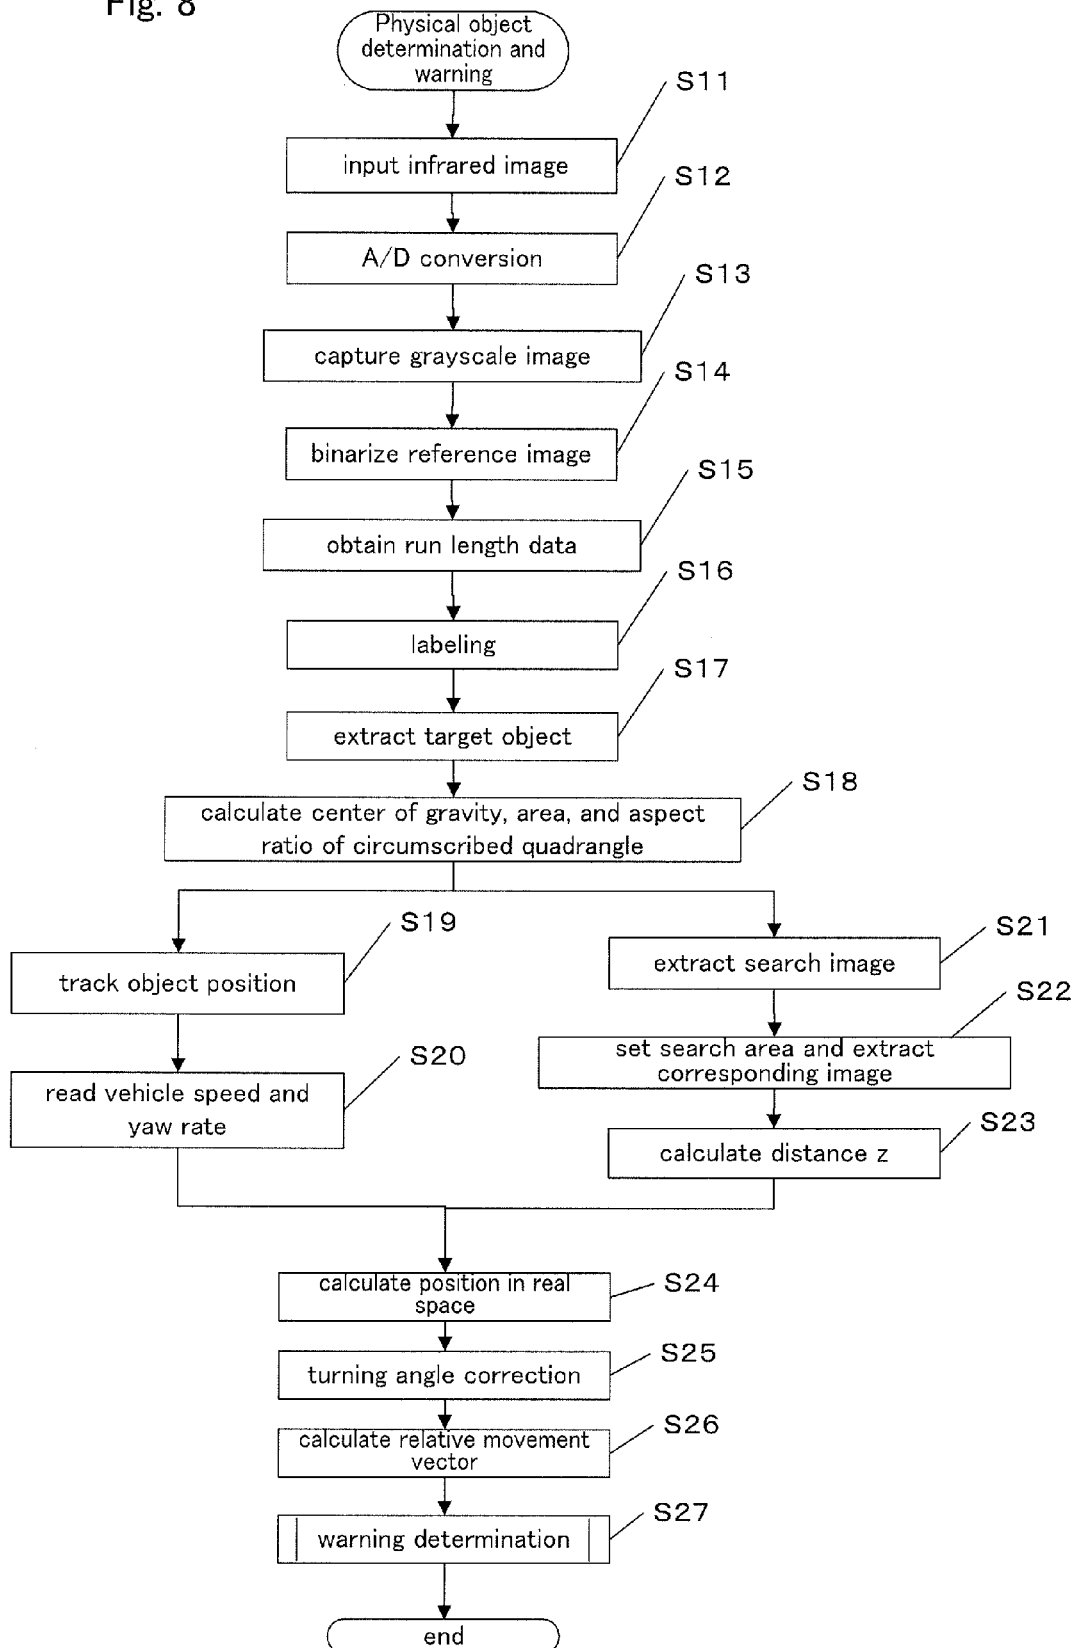 Fig. 8
Physical object
determination and
warning
S11
input infrared image
S12
A/D conversion
S13
capture grayscale image
S14
binarize reference image
S15
obtain run length data
S16
labeling
S17
extract target object
S18
calculate center of gravity, area, and aspect
ratio of circumscribed quadrangle
S19
track object position
S20
read vehicle speed and
yaw rate
S21
extract search image
S22
set search area and extract
corresponding image
S23
calculate distance z
S24
calculate position in real
space
S25
turning angle correction
S26
calculate relative movement
vector
S27
warning determination
end